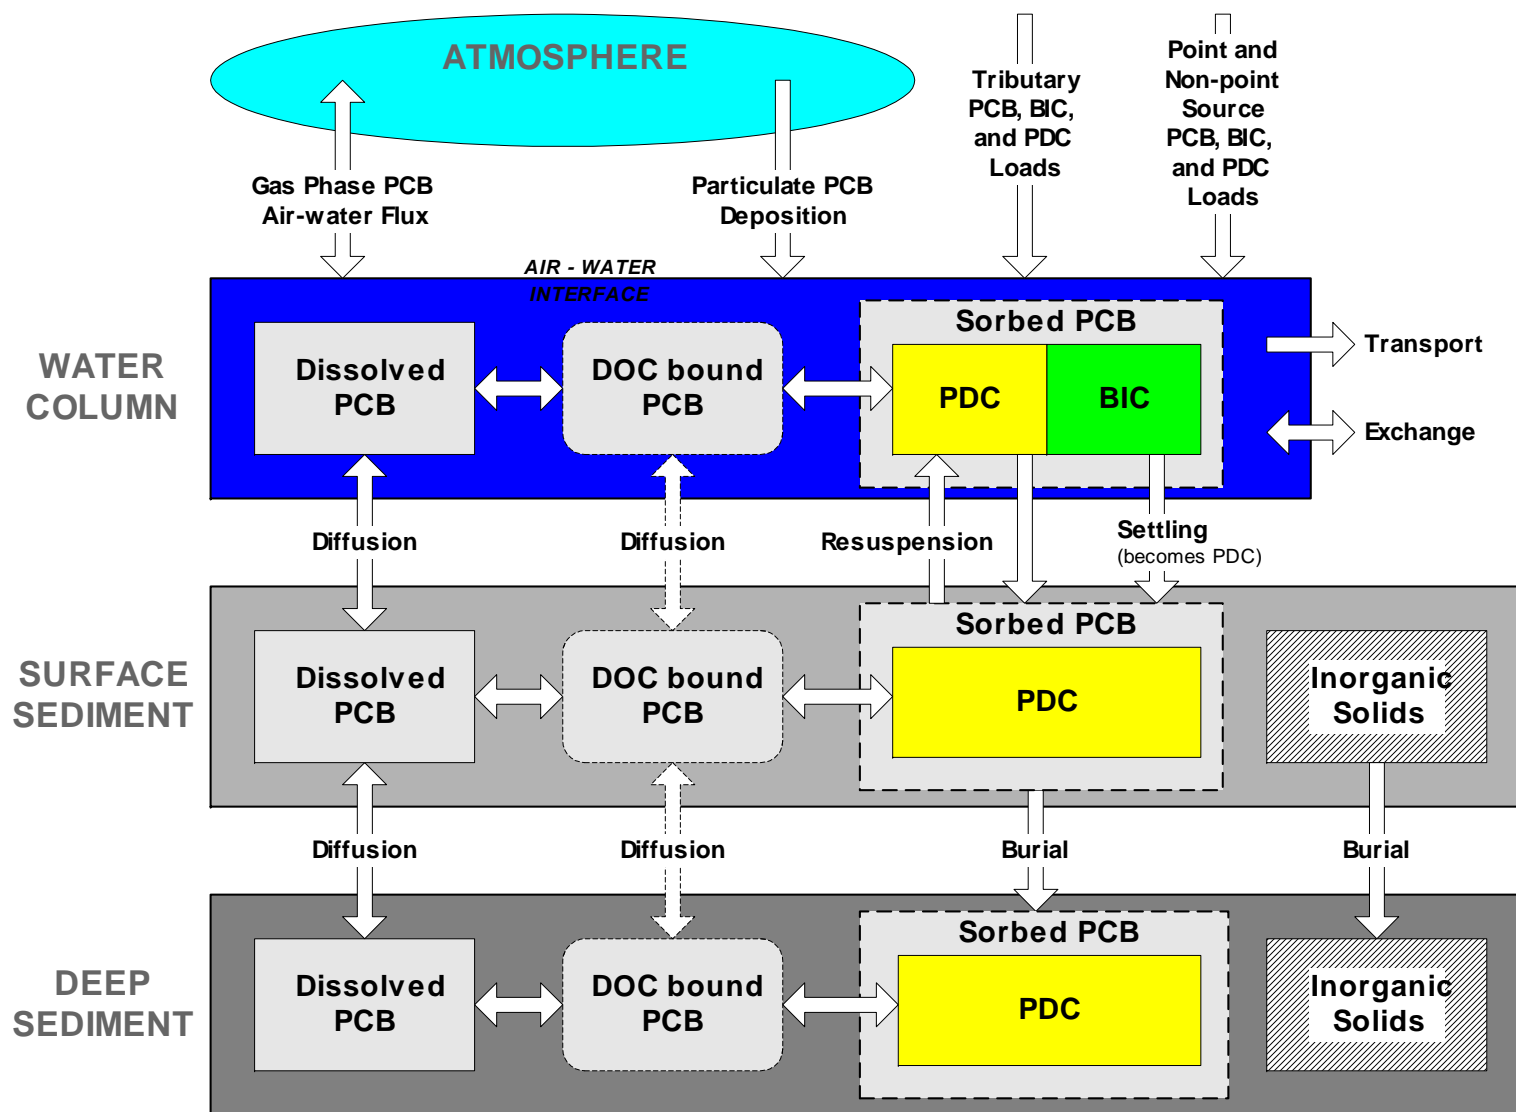 ATMOSPHERE
Tributary
PCB, BIC,
and PDC
Loads
Point and
Non-point
Source
PCB, BIC,
and PDC
Loads
Gas Phase PCB
Air-water Flux
Particulate PCB
Deposition
AIR - WATER
INTERFACE
WATER
COLUMN
Dissolved
PCB
DOC bound
PCB
Sorbed PCB
PDC
BIC
Transport
Exchange
Diffusion
Diffusion
Resuspension
Settling
(becomes PDC)
SURFACE
SEDIMENT
Dissolved
PCB
DOC bound
PCB
Sorbed PCB
PDC
Inorganic
Solids
Diffusion
Diffusion
Burial
Burial
DEEP
SEDIMENT
Dissolved
PCB
DOC bound
PCB
Sorbed PCB
PDC
Inorganic
Solids